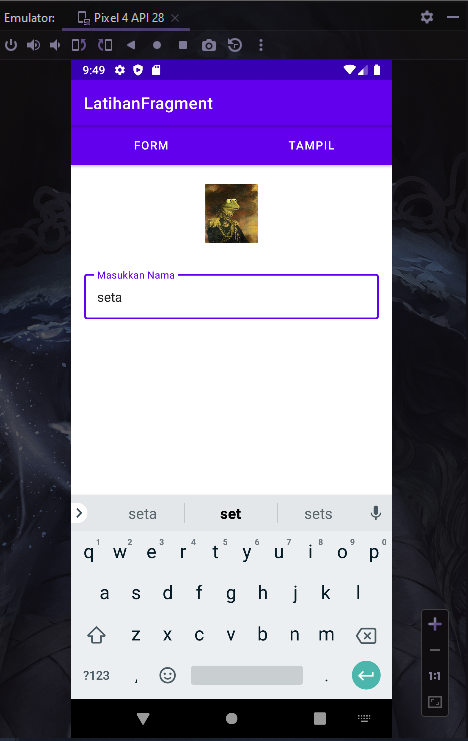 Emulator: Pixel 4 API 28
9:49
LatihanFragment
FORM TAMPIL
Masukkan Nama
seta
seta set sets
1 2 3 4 5 6 7 8 9 0
q w e r t y u i o p
a s d f g h j k l
z x c v b n m
?123 , .
1:1